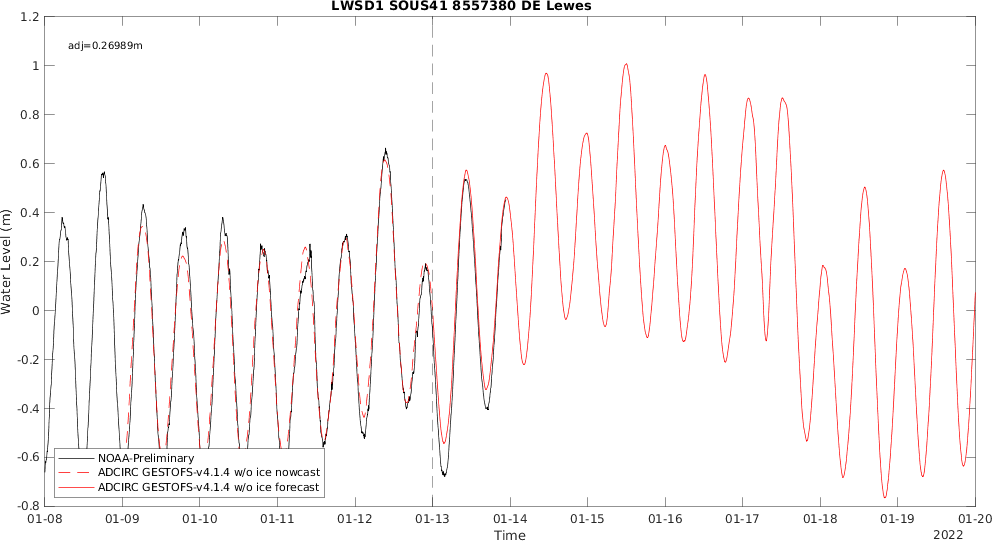 LWSD1 SOUS41 8557380 DE Lewes
adj=0.26989m
1.2
1
0.8
0.6
0.4
0.2
0
-0.2
-0.4
-0.6
-0.8
Water Level (m)
NOAA-Preliminary
ADCIRC GESTOFS-v4.1.4 w/o ice nowcast
ADCIRC GESTOFS-v4.1.4 w/o ice forecast
01-08 01-09 01-10 01-11 01-12 01-13 01-14 01-15 01-16 01-17 01-18 01-19 01-20
Time
2022